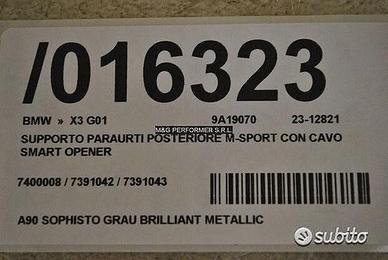 /016323
BMW » X3 G01 9A19070 23-12821
M&G PERFORMER S.R.L
SUPPORTO PARAURTI POSTERIORE M-SPORT CON CAVO
SMART OPENER
7400008 / 7391042 / 7391043
A90 SOPHISTO GRAU BRILLIANT METALLIC
subito